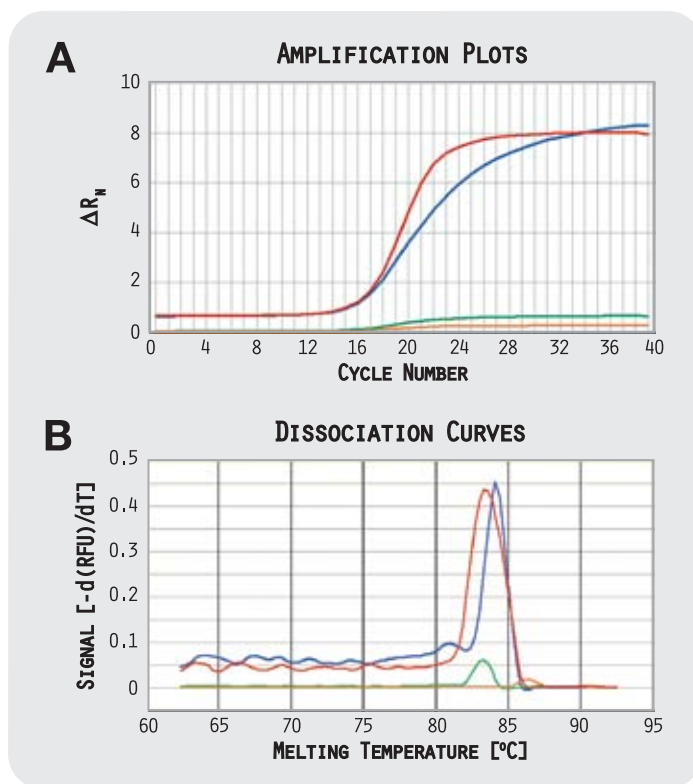 A
AMPLIFICATION PLOTS
10
8
6
4
2
0
ΔRN
0 4 8 12 16 20 24 28 32 36 40
CYCLE NUMBER
B
DISSOCIATION CURVES
0.5
0.4
0.3
0.2
0.1
0
SIGNAL [-d(RFU)/dT]
60 65 70 75 80 85 90 95
MELTING TEMPERATURE [ºC]